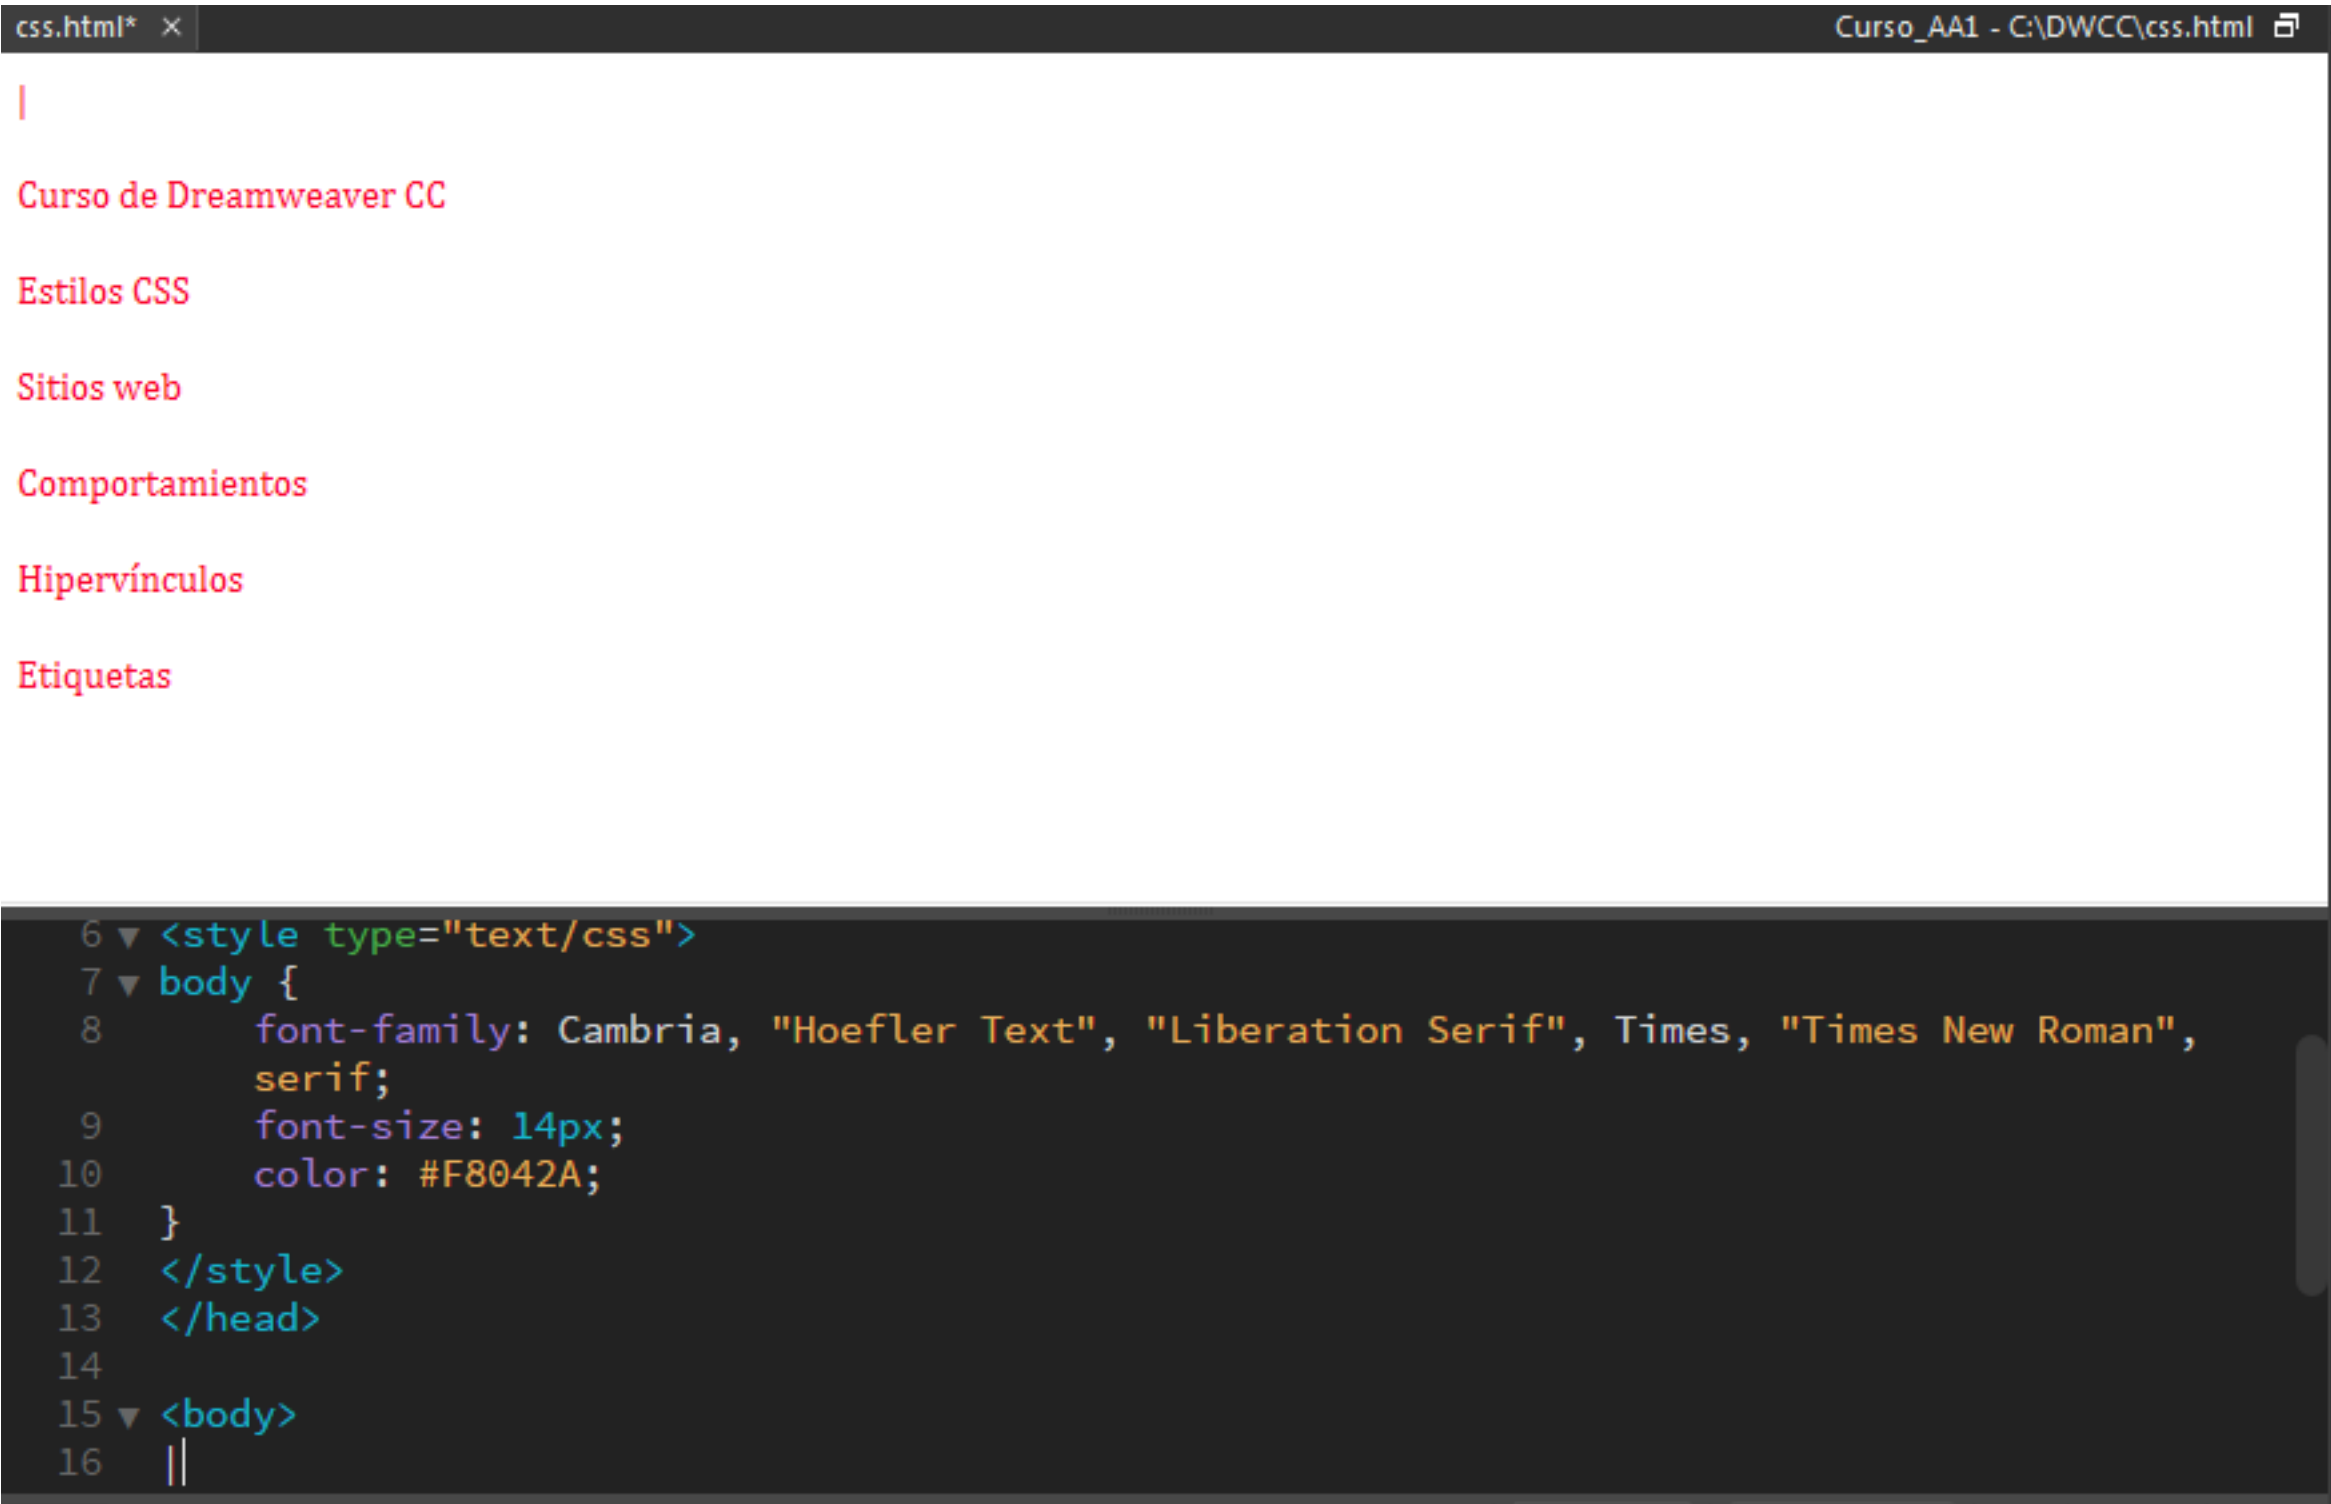 css.html* ×
Curso_AA1 - C:\DWCC\css.html
|
Curso de Dreamweaver CC
Estilos CSS
Sitios web
Comportamientos
Hipervínculos
Etiquetas
6 ▼ <style type="text/css">
7 ▼ body {
8 font-family: Cambria, "Hoefler Text", "Liberation Serif", Times, "Times New Roman",
serif;
9 font-size: 14px;
10 color: #F8042A;
11 }
12 </style>
13 </head>
14
15 ▼ <body>
16 |